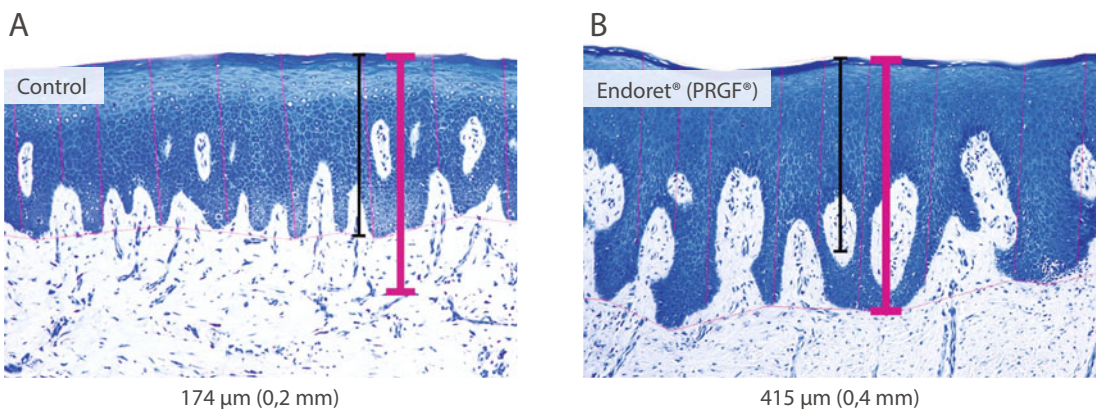 A
Control
174 µm (0,2 mm)
B
Endoret® (PRGF®)
415 µm (0,4 mm)